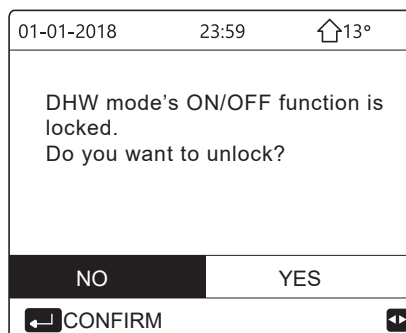 01-01-2018 23:59 13°
DHW mode's ON/OFF function is
locked.
Do you want to unlock?
NO YES
CONFIRM